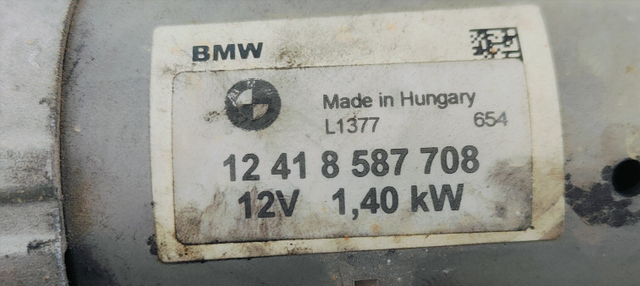 BMW
Made in Hungary
L1377 654
12 41 8 587 708
12V 1,40 kW